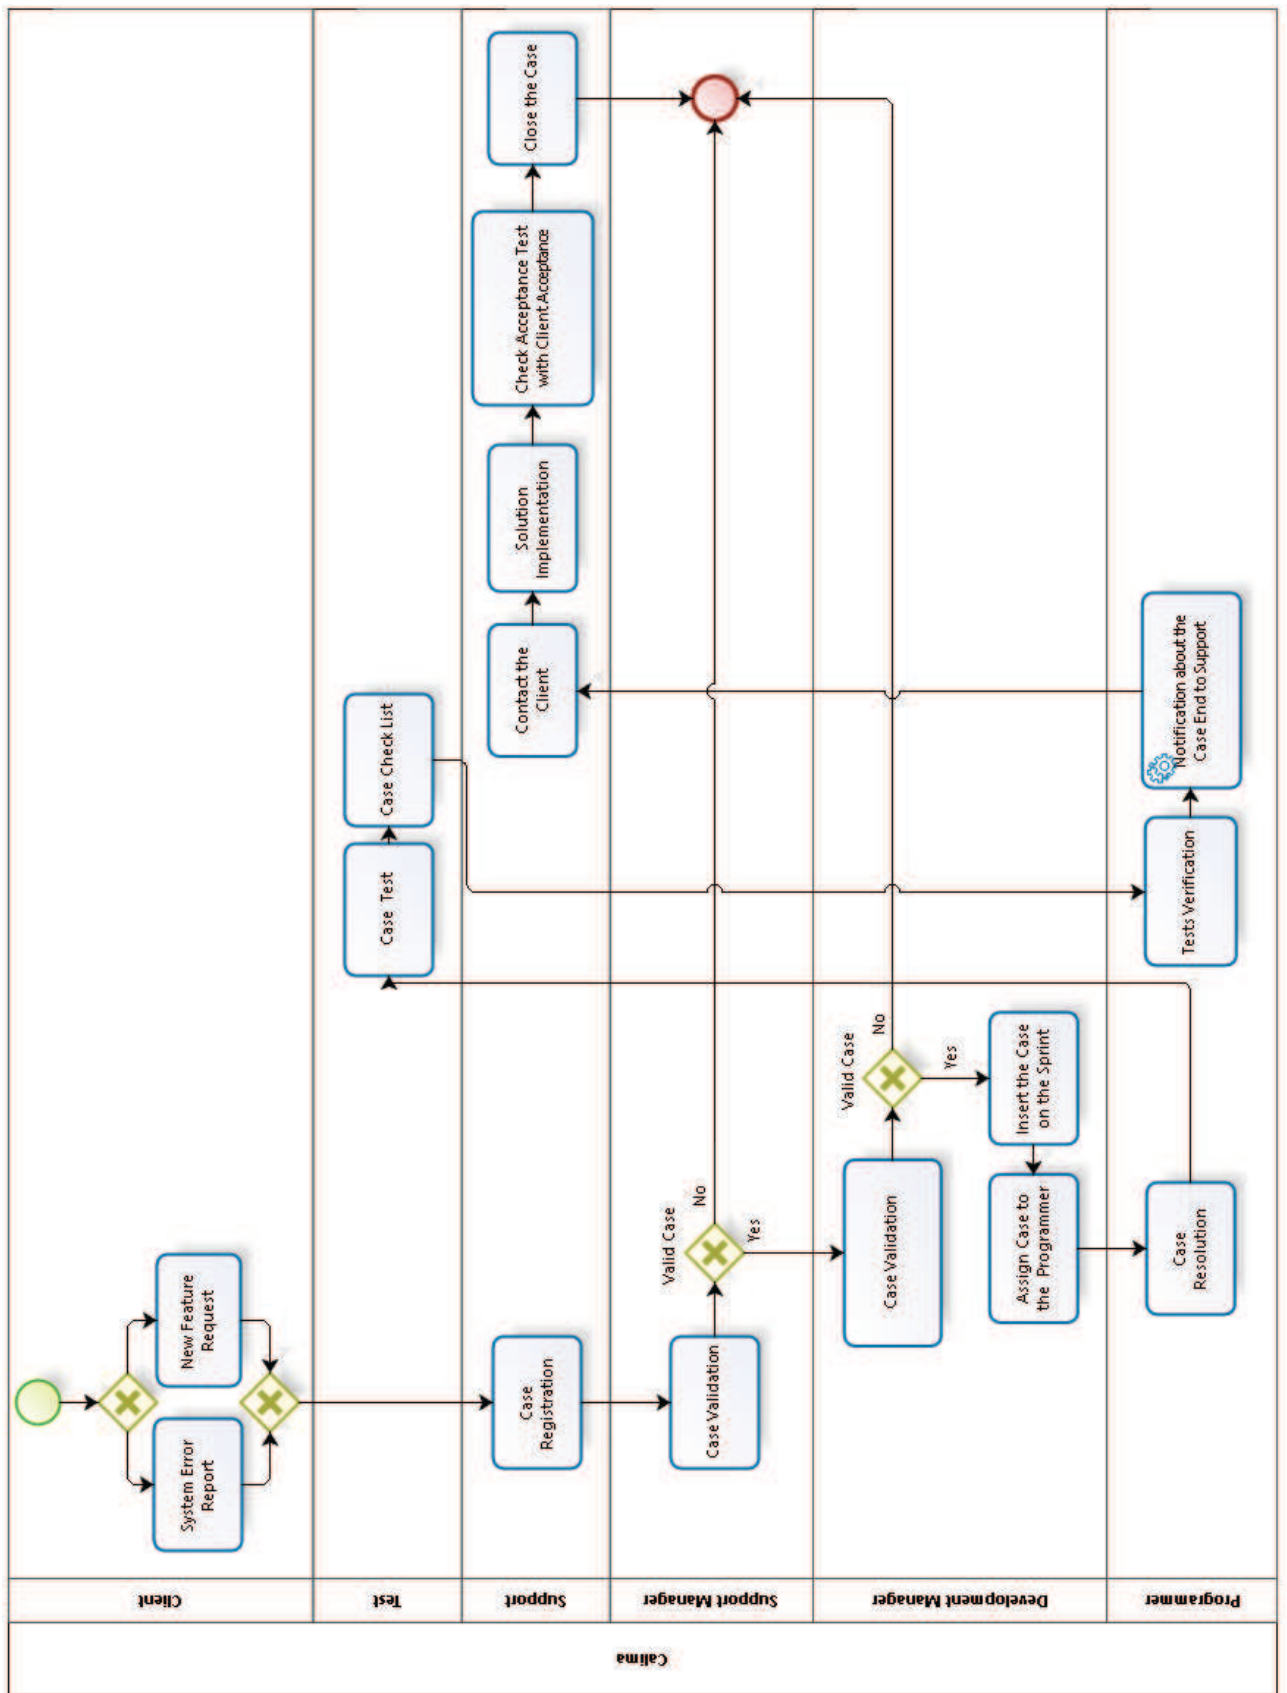 Calima
Client
Test
Support
Support Manager
Development Manager
Programmer
System Error
Report
New Feature
Request
Case
Registration
Case Validation
Valid Case
No
Yes
Case Validation
Valid Case
No
Yes
Insert the Case
on the Sprint
Assign Case to
the Programmer
Case
Resolution
Case Test
Case Check List
Tests Verification
Notification about the
Case End to Support
Contact the
Client
Solution
Implementation
Check Acceptance Test
with Client Acceptance
Close the Case